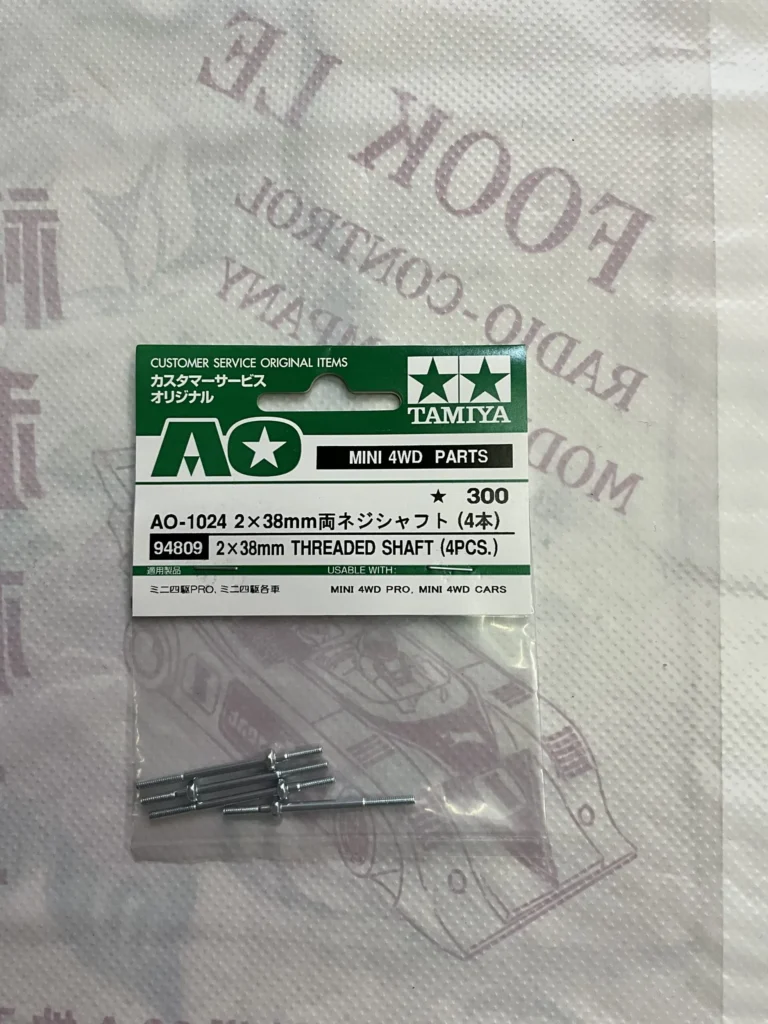 FOOK LE
RADIO-CONTROL
CUSTOMER SERVICE ORIGINAL ITEMS
カスタマーサービス
オリジナル
TAMIYA
AO
MINI 4WD PARTS
★ 300
AO-1024 2×38mm両ネジシャフト (4本)
94809 2×38mm THREADED SHAFT (4PCS.)
適用製品 USABLE WITH:
ミニ四駆PRO, ミニ四駆各車 MINI 4WD PRO, MINI 4WD CARS